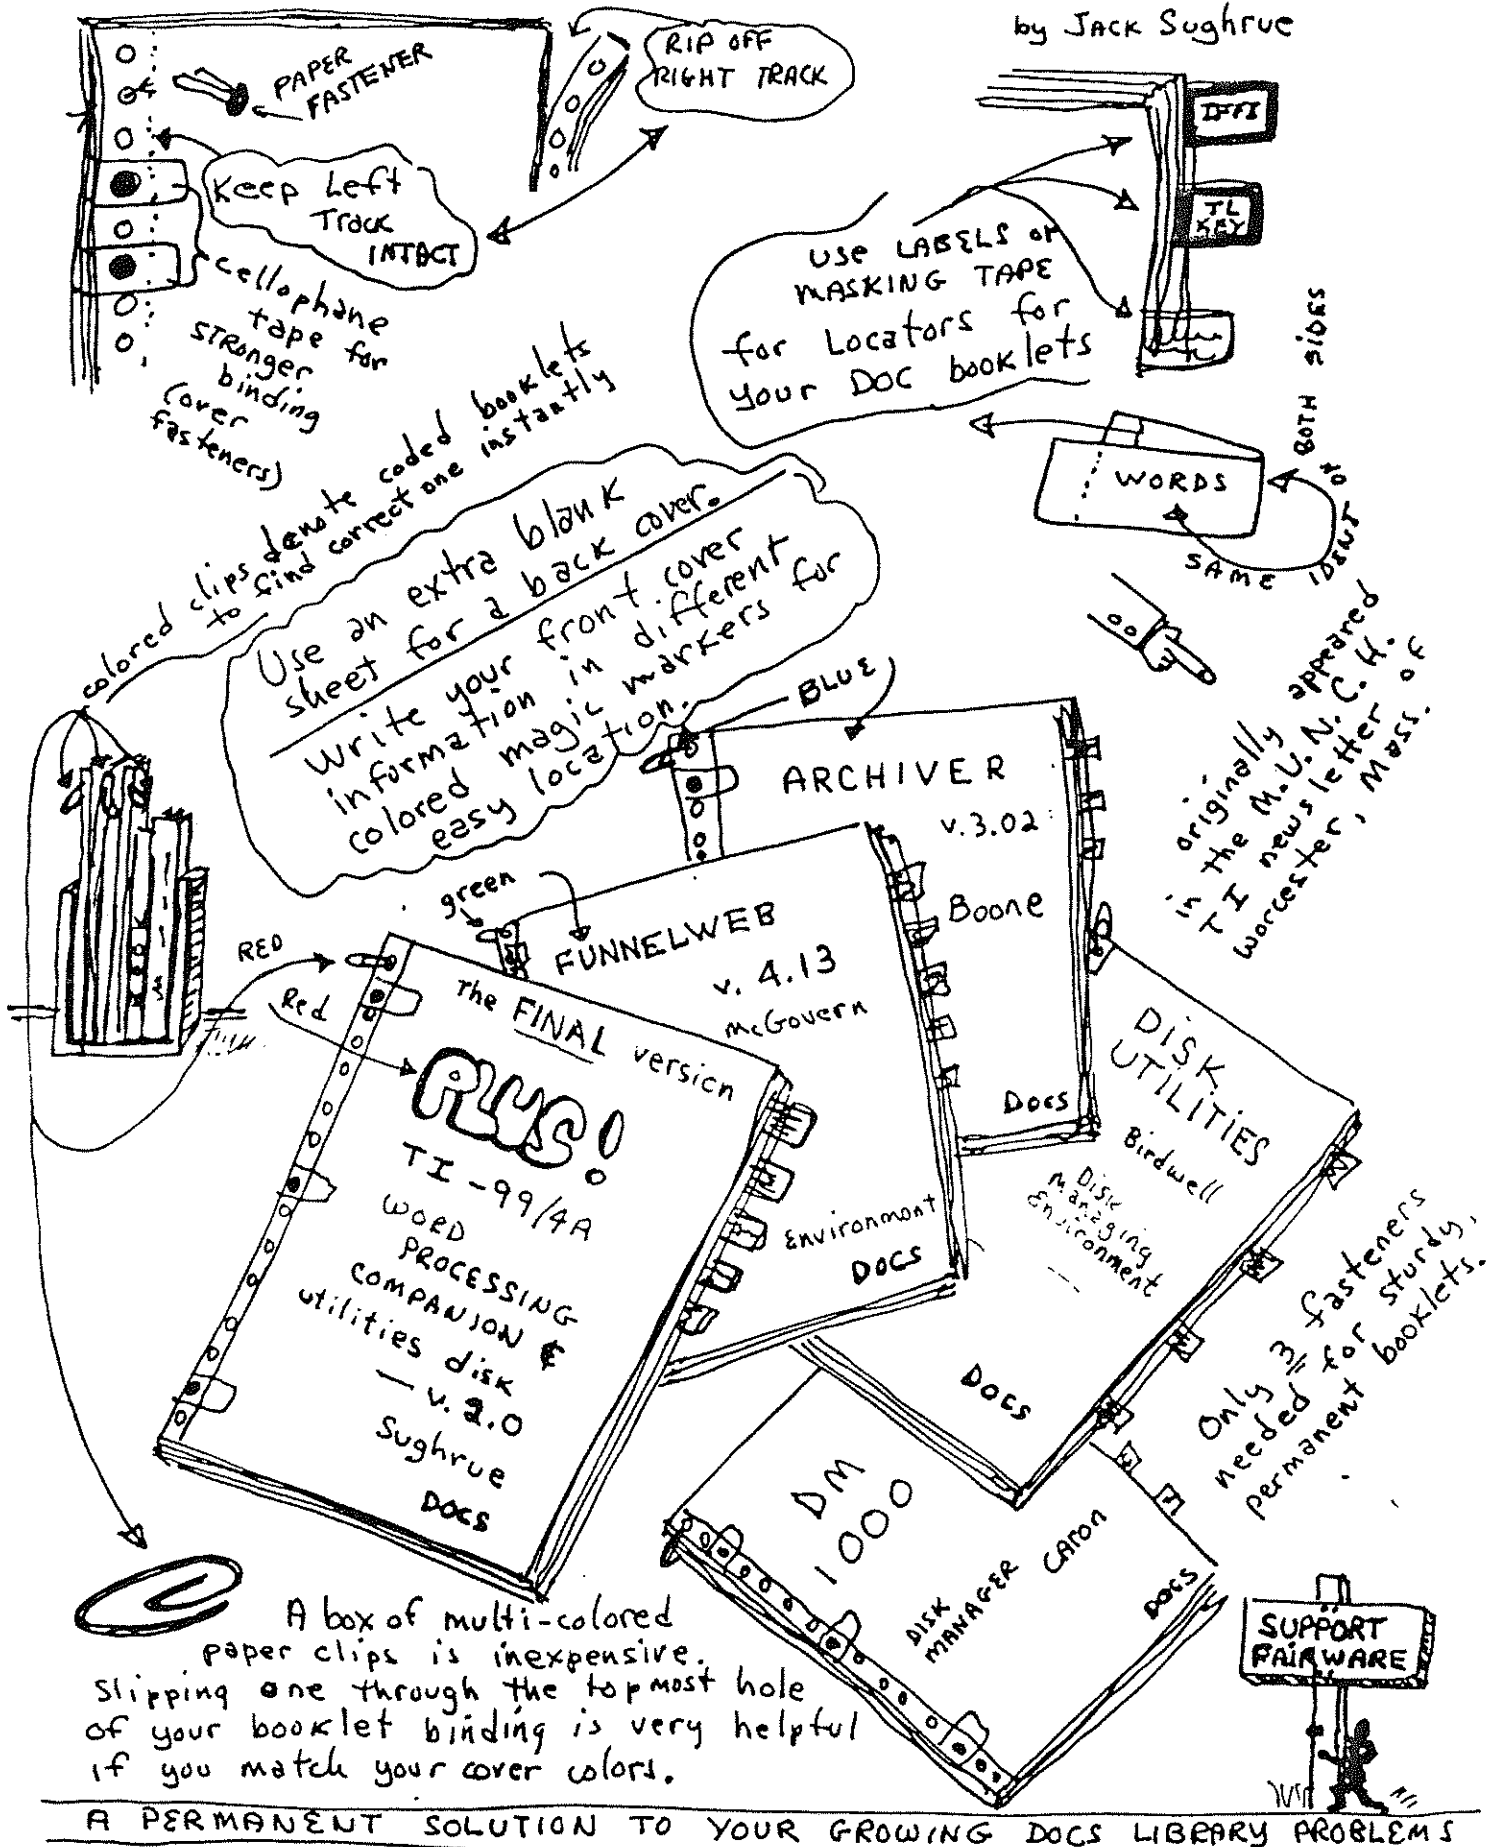 by JACK Sughrue
RIP OFF
RIGHT TRACK
PAPER
FASTENER
Keep Left
Track
INTACT
cellophane
tape for
stronger
binding
(over
fasteners)
IFFI
TL
KEY
USE LABELS or
MASKING TAPE
for Locators for
your DOC booklets
WORDS
SAME IDENT ON BOTH SIDES
colored clips denote coded booklets
to find correct one instantly
Use an extra blank
sheet for a back cover.
Write your front cover
information in different
colored magic markers for
easy location.
originally appeared
in the M.U.N.C.H.
TI newsletter of
Worcester, Mass.
BLUE
ARCHIVER
v.3.02
Boone
Docs
green
FUNNELWEB
v. 4.13
McGovern
Environment
DOCS
RED
Red
The FINAL version
PLUS!
TI-99/4A
WORD
PROCESSING
COMPANION &
utilities disk
— v. 2.0
Sughrue
DOCS
DISK
UTILITIES
Birdwell
Disk
Managing
Environment
DOCS
Only 3 fasteners
needed for sturdy,
permanent booklets.
DM
1000
DISK
MANAGER
CARON
DOCS
A box of multi-colored
paper clips is inexpensive.
Slipping one through the topmost hole
of your booklet binding is very helpful
if you match your cover colors.
SUPPORT
FAIRWARE
A PERMANENT SOLUTION TO YOUR GROWING DOCS LIBRARY PROBLEMS